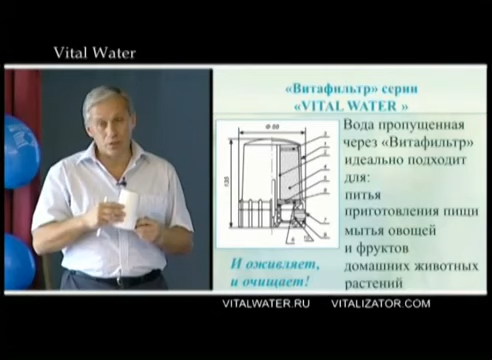 Vital Water
«Витафильтр» серии
«VITAL WATER »
Вода пропущенная
через «Витафильтр»
идеально подходит
для:
питья
приготовления пищи
мытья овощей
и фруктов
домашних животных
растений
И оживляет,
и очищает!
VITALWATER.RU VITALIZATOR.COM